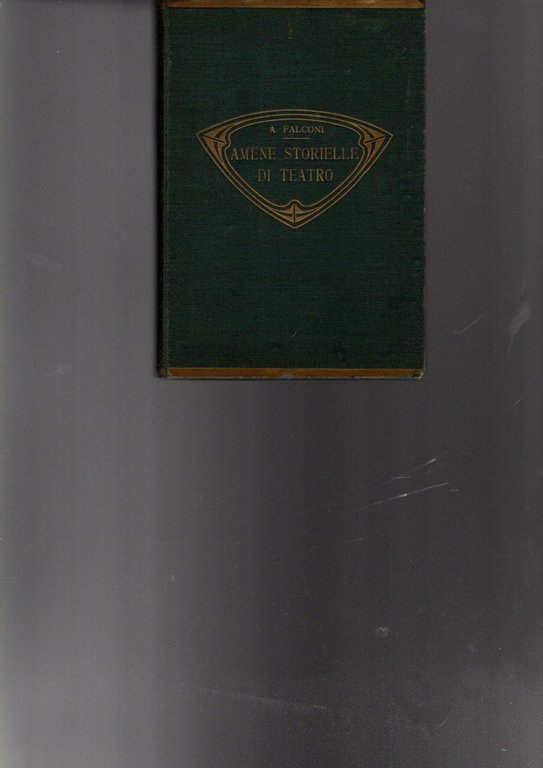 A. FALCONI
AMENE STORIELLE
DI TEATRO